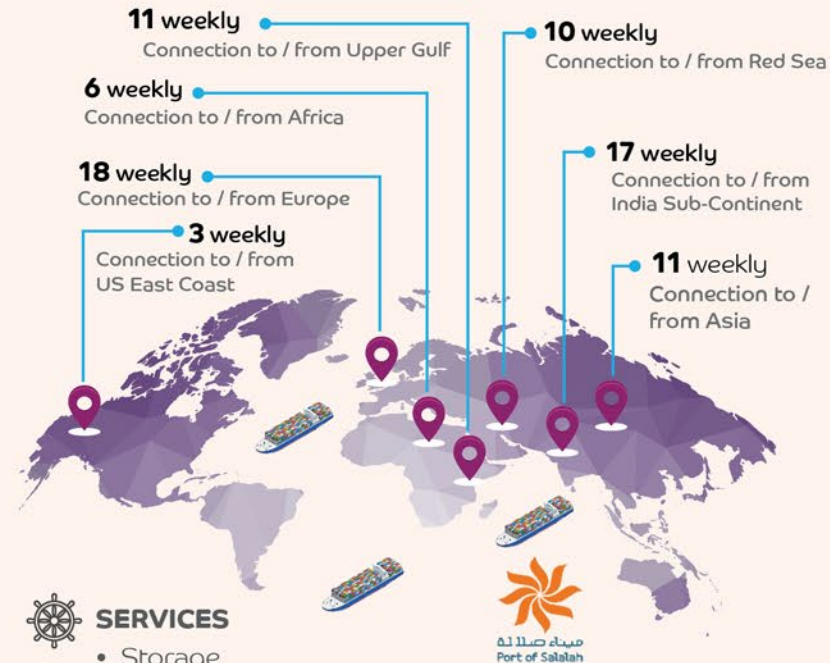 11 weekly
Connection to / from Upper Gulf
10 weekly
Connection to / from Red Sea
6 weekly
Connection to / from Africa
17 weekly
Connection to / from
India Sub-Continent
18 weekly
Connection to / from Europe
3 weekly
Connection to / from
US East Coast
11 weekly
Connection to /
from Asia
SERVICES
• Storage
ميناء صلالة
Port of Salalah